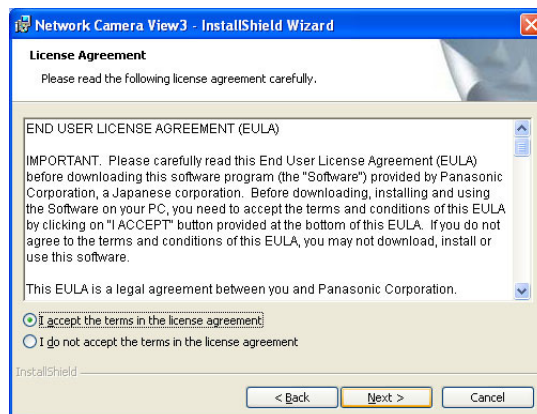 Network Camera View3 - InstallShield Wizard
License Agreement
Please read the following license agreement carefully.
END USER LICENSE AGREEMENT (EULA)
IMPORTANT. Please carefully read this End User License Agreement (EULA)
before downloading this software program (the "Software") provided by Panasonic
Corporation, a Japanese corporation. Before downloading, installing and using
the Software on your PC, you need to accept the terms and conditions of this EULA
by clicking on "I ACCEPT" button provided at the bottom of this EULA. If you do not
agree to the terms and conditions of this EULA, you may not download, install or
use this software.
This EULA is a legal agreement between you and Panasonic Corporation.
I accept the terms in the license agreement
I do not accept the terms in the license agreement
InstallShield
< Back Next > Cancel